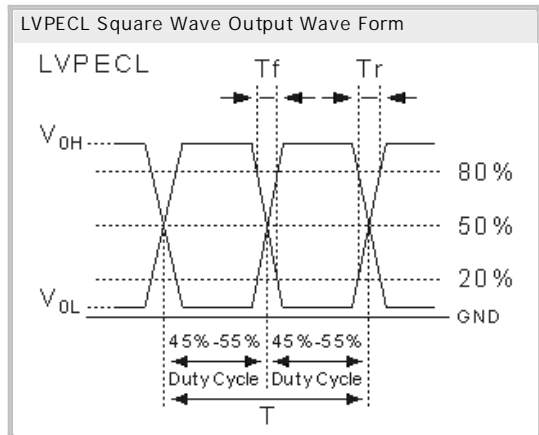 LVPECL Square Wave Output Wave Form
LVPECL
Tf
Tr
V0H
80%
50%
20%
V0L
GND
45%-55% 45%-55%
Duty Cycle Duty Cycle
T